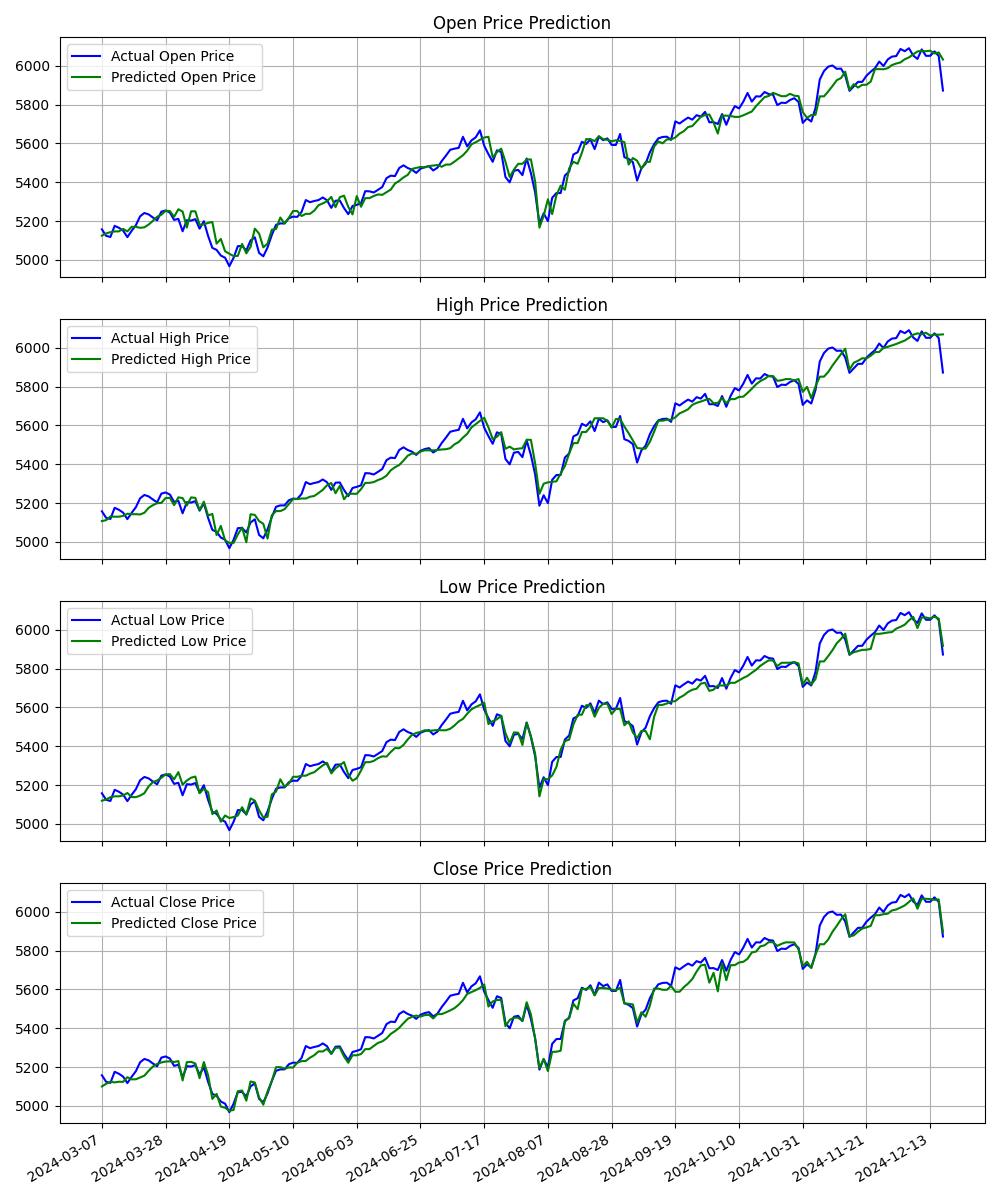 Open Price Prediction
Actual Open Price
Predicted Open Price
6000
5800
5600
5400
5200
5000
High Price Prediction
Actual High Price
Predicted High Price
6000
5800
5600
5400
5200
5000
Low Price Prediction
Actual Low Price
Predicted Low Price
6000
5800
5600
5400
5200
5000
Close Price Prediction
Actual Close Price
Predicted Close Price
6000
5800
5600
5400
5200
5000
2024-03-07 2024-03-28 2024-04-19 2024-05-10 2024-06-03 2024-06-25 2024-07-17 2024-08-07 2024-08-28 2024-09-19 2024-10-10 2024-10-31 2024-11-21 2024-12-13